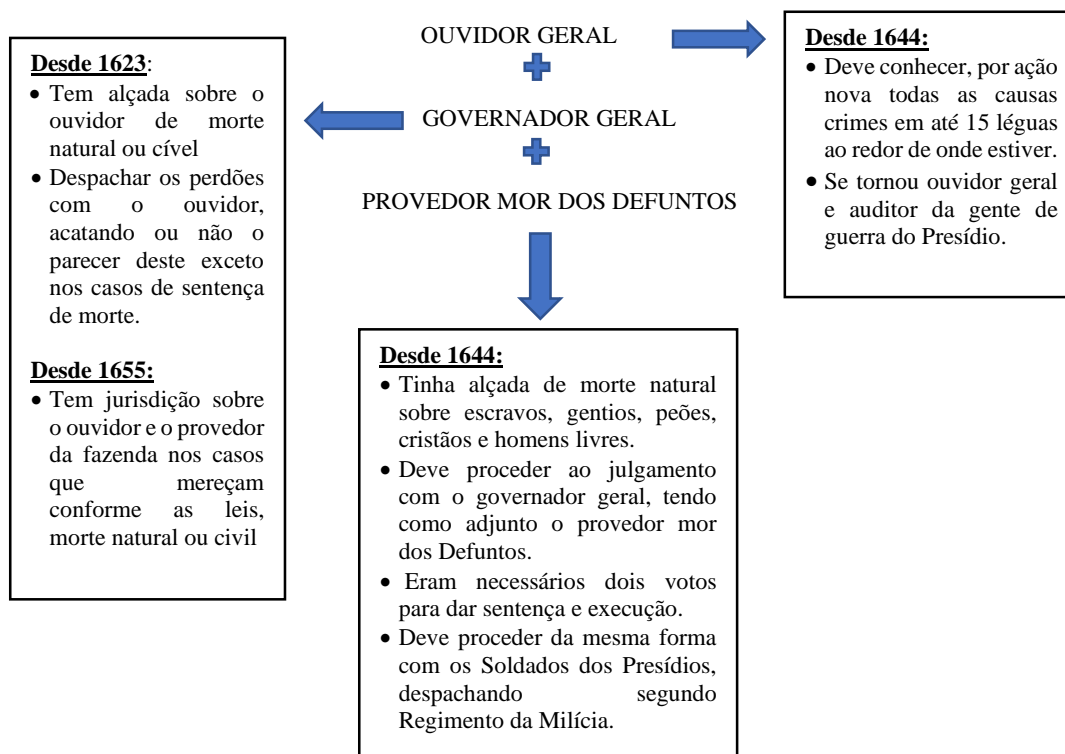 OUVIDOR GERAL
GOVERNADOR GERAL
PROVEDOR MOR DOS DEFUNTOS
Desde 1623:
• Tem alçada sobre o
ouvidor de morte
natural ou cível
• Despachar os perdões
com o ouvidor,
acatando ou não o
parecer deste exceto
nos casos de sentença
de morte.
Desde 1655:
• Tem jurisdição sobre
o ouvidor e o provedor
da fazenda nos casos
que mereçam
conforme as leis,
morte natural ou civil
Desde 1644:
• Deve conhecer, por ação
nova todas as causas
crimes em até 15 léguas
ao redor de onde estiver.
• Se tornou ouvidor geral
e auditor da gente de
guerra do Presídio.
Desde 1644:
• Tinha alçada de morte natural
sobre escravos, gentios, peões,
cristãos e homens livres.
• Deve proceder ao julgamento
com o governador geral, tendo
como adjunto o provedor mor
dos Defuntos.
• Eram necessários dois votos
para dar sentença e execução.
• Deve proceder da mesma forma
com os Soldados dos Presídios,
despachando segundo
Regimento da Milícia.